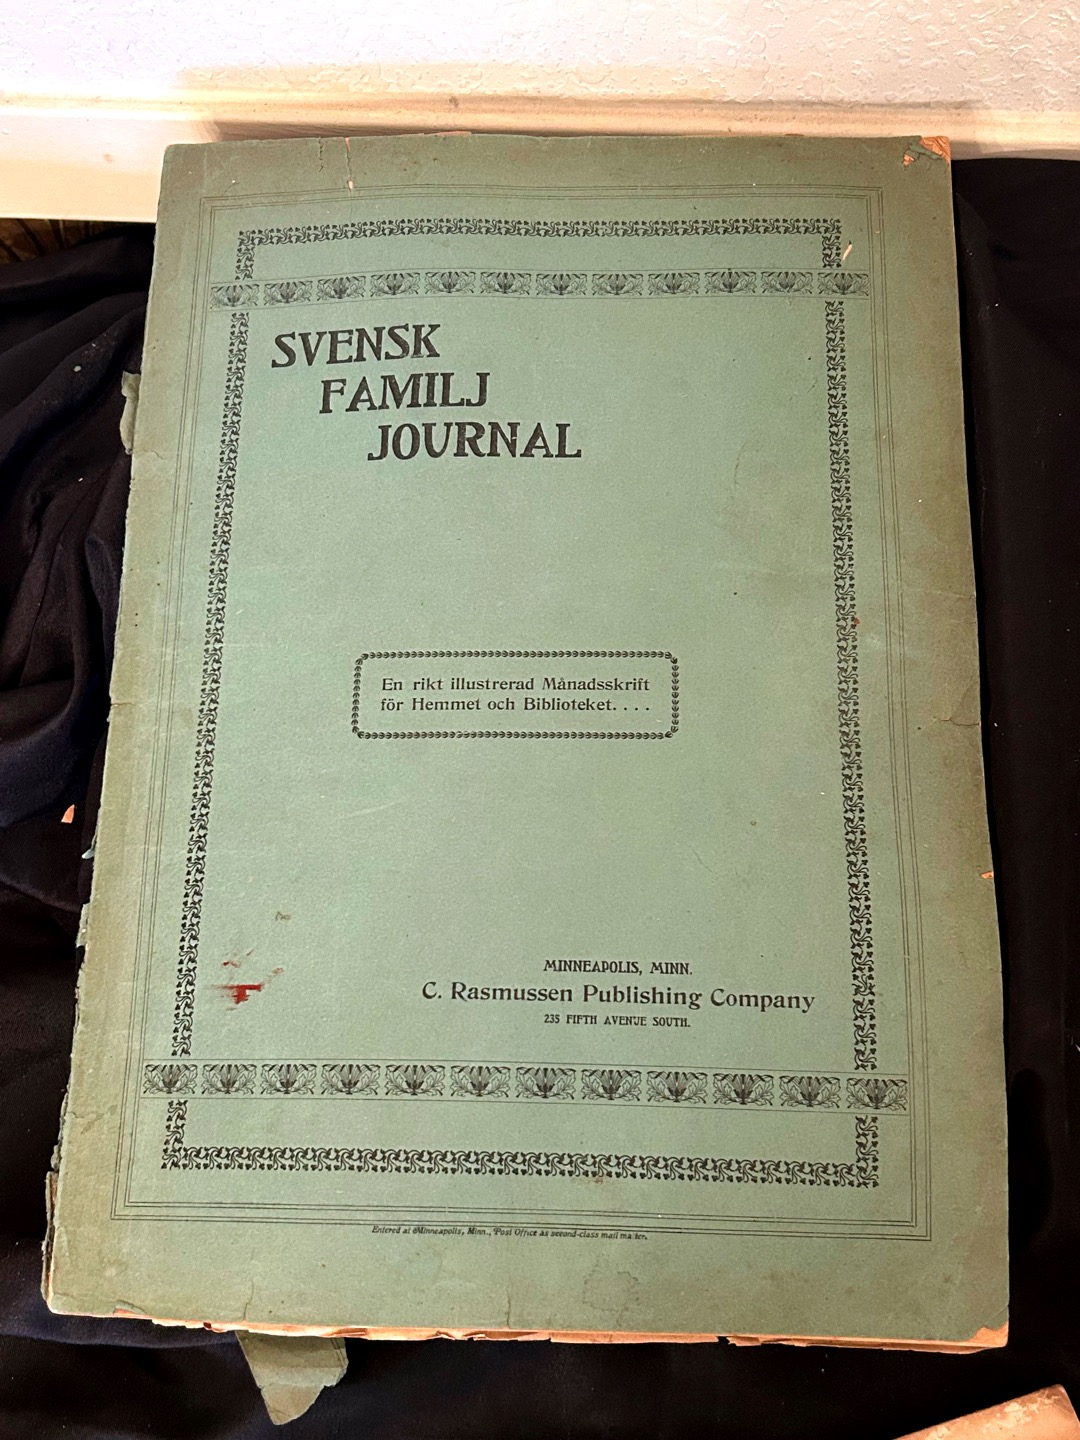 SVENSK
FAMILJ
JOURNAL
En rikt illustrerad Månadsskrift
för Hemmet och Biblioteket. . . .
MINNEAPOLIS, MINN.
C. Rasmussen Publishing Company
235 FIFTH AVENUE SOUTH.
Entered at Minneapolis, Minn., Post Office as second-class mail matter.